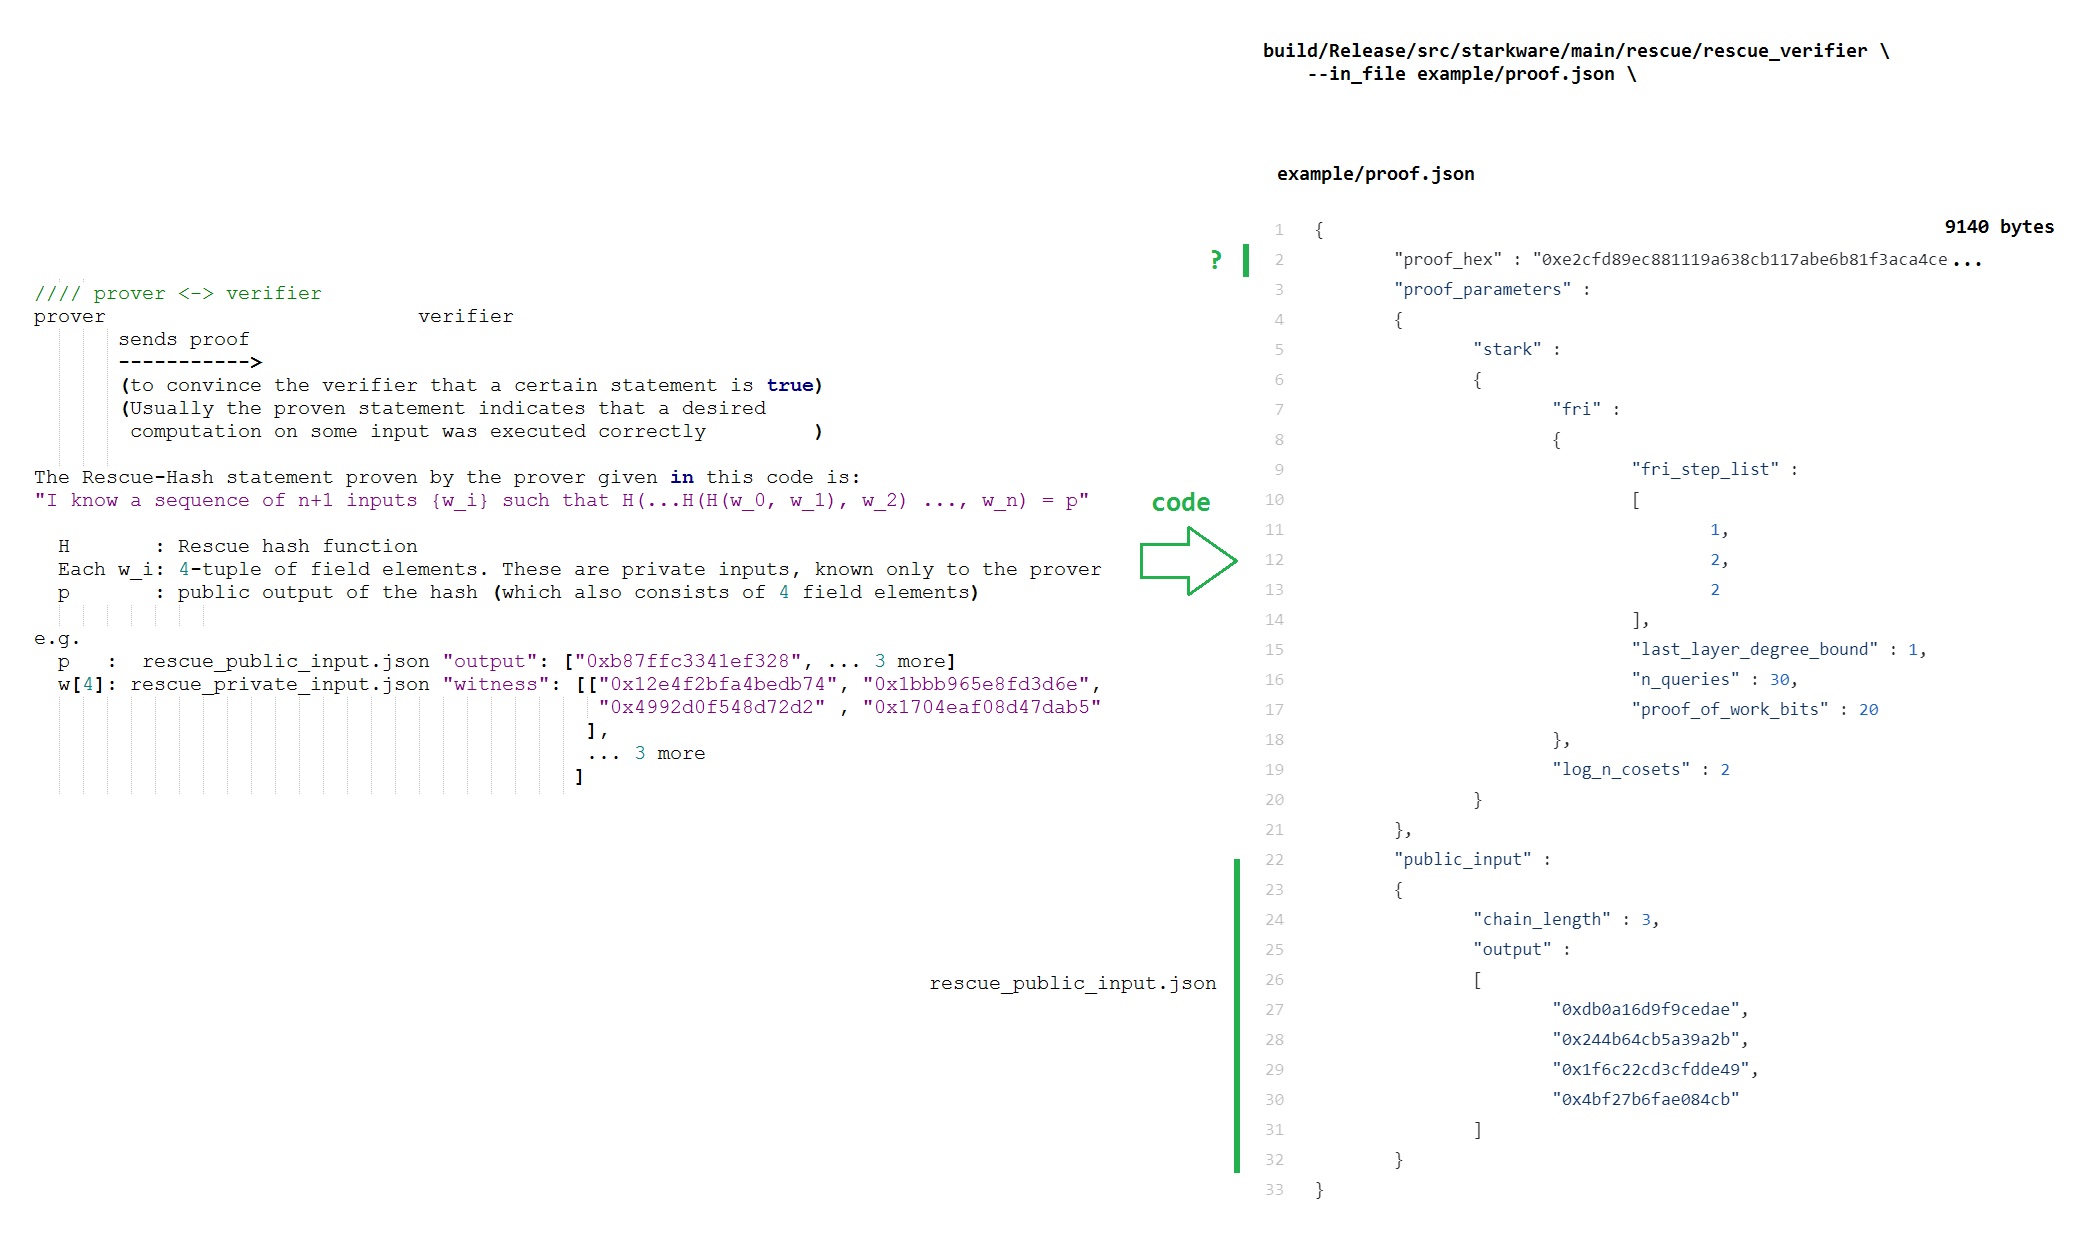 build/Release/src/starkware/main/rescue/rescue_verifier \
--in_file example/proof.json \
example/proof.json
9140 bytes
//// prover <-> verifier
prover verifier
sends proof
----------->
(to convince the verifier that a certain statement is true)
(Usually the proven statement indicates that a desired
computation on some input was executed correctly )
The Rescue-Hash statement proven by the prover given in this code is:
"I know a sequence of n+1 inputs {w_i} such that H(...H(H(w_0, w_1), w_2) ..., w_n) = p"
H : Rescue hash function
Each w_i: 4-tuple of field elements. These are private inputs, known only to the prover
p : public output of the hash (which also consists of 4 field elements)
e.g.
p : rescue_public_input.json "output": ["0xb87ffc3341ef328", ... 3 more]
w[4]: rescue_private_input.json "witness": [["0x12e4f2bfa4bedb74", "0x1bbb965e8fd3d6e",
"0x4992d0f548d72d2" , "0x1704eaf08d47dab5"
],
... 3 more
]
code
?
rescue_public_input.json
1 {
2 "proof_hex" : "0xe2cfd89ec881119a638cb117abe6b81f3aca4ce...
3 "proof_parameters" :
4 {
5 "stark" :
6 {
7 "fri" :
8 {
9 "fri_step_list" :
10 [
11 1,
12 2,
13 2
14 ],
15 "last_layer_degree_bound" : 1,
16 "n_queries" : 30,
17 "proof_of_work_bits" : 20
18 },
19 "log_n_cosets" : 2
20 }
21 },
22 "public_input" :
23 {
24 "chain_length" : 3,
25 "output" :
26 [
27 "0xdb0a16d9f9cedae",
28 "0x244b64cb5a39a2b",
29 "0x1f6c22cd3cfdde49",
30 "0x4bf27b6fae084cb"
31 ]
32 }
33 }